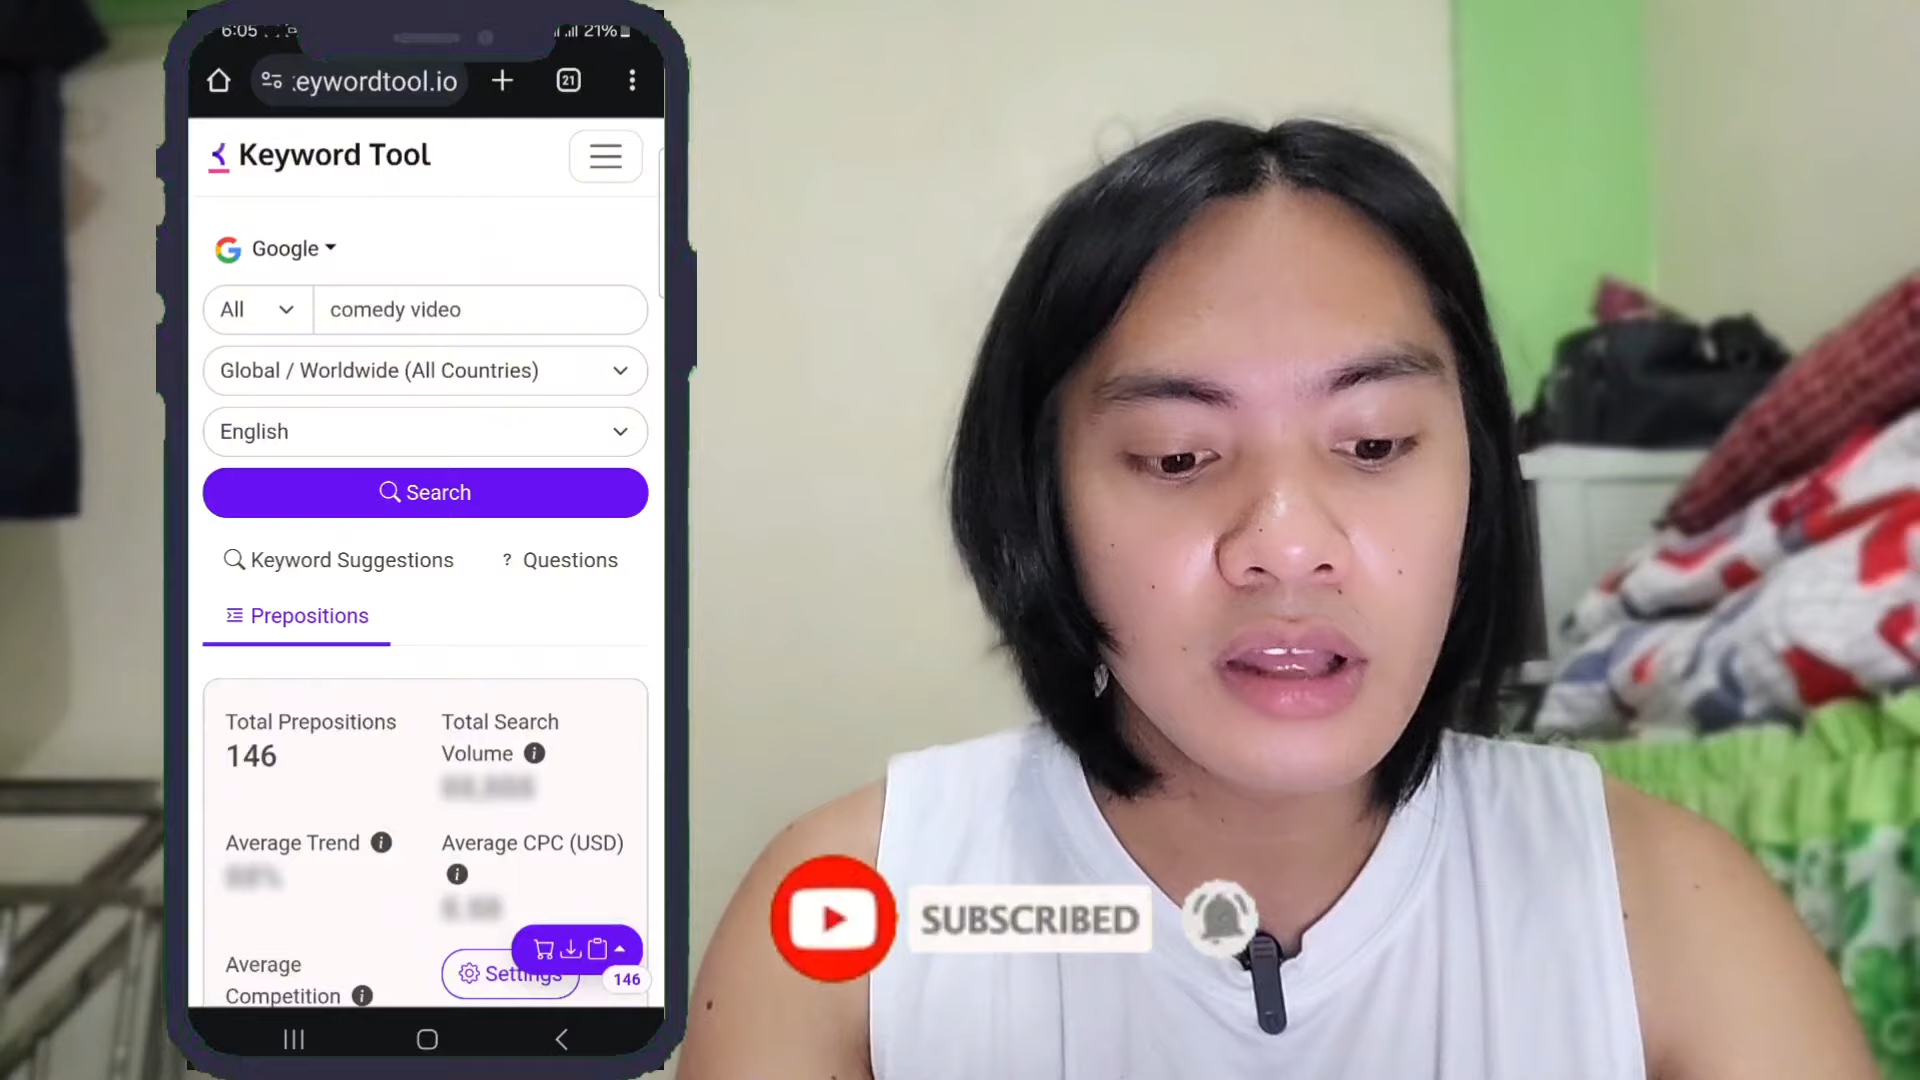 6:05
21%
eywordtool.io
21
Keyword Tool
Google
All
comedy video
Global / Worldwide (All Countries)
English
Search
Keyword Suggestions
? Questions
Prepositions
Total Prepositions
146
Total Search
Volume
Average Trend
Average CPC (USD)
Average
Competition
Settings
146
SUBSCRIBED